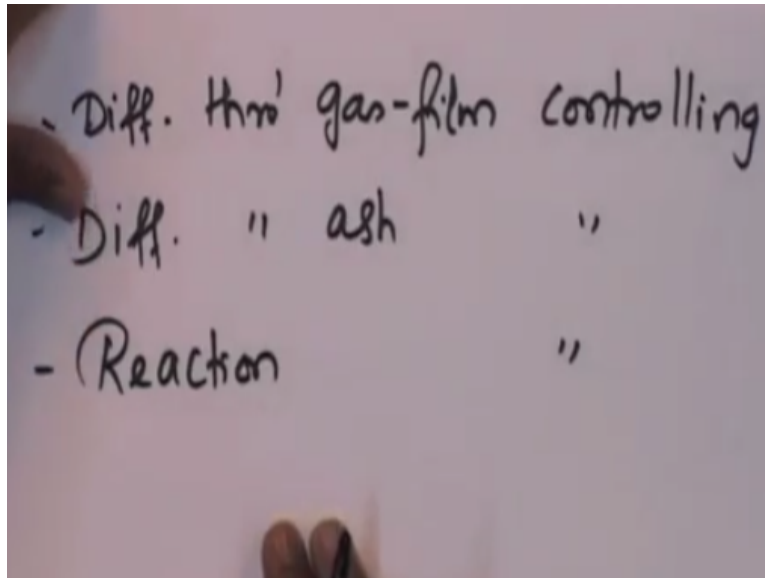 - Diff. thro' gas-film controlling
- Diff. " ash "
- Reaction "